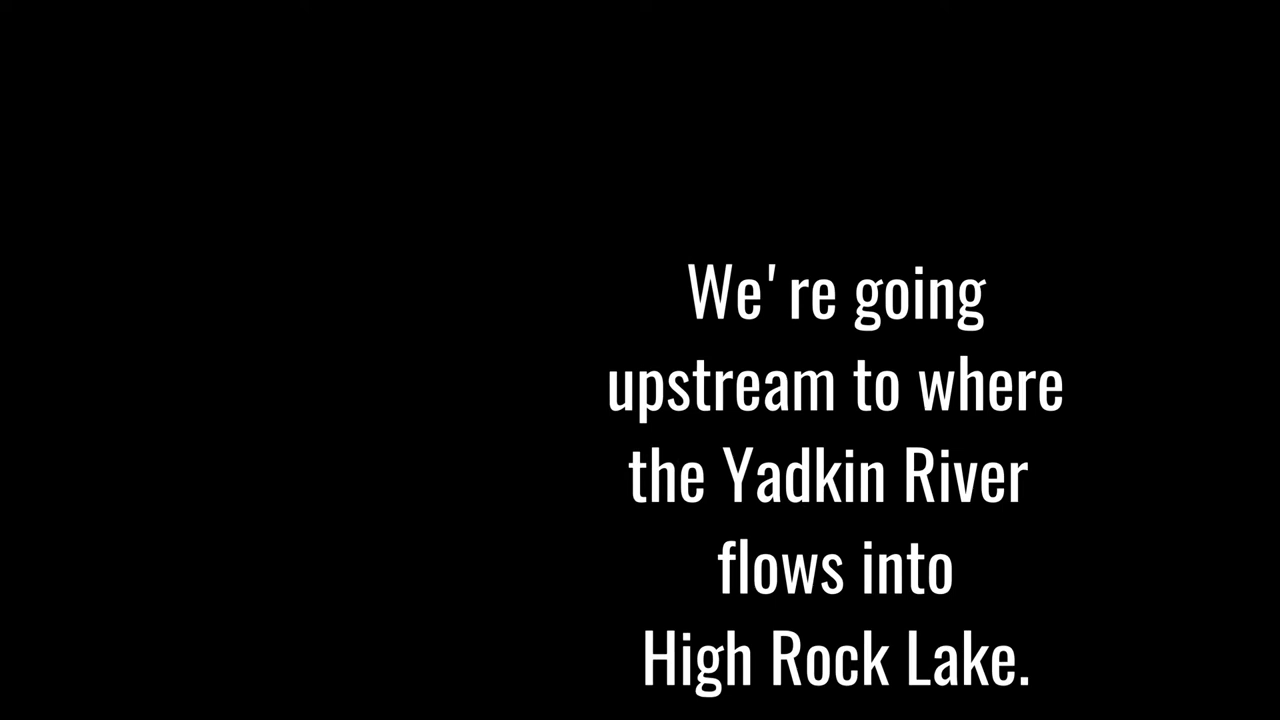 We're going
upstream to where
the Yadkin River
flows into
High Rock Lake.